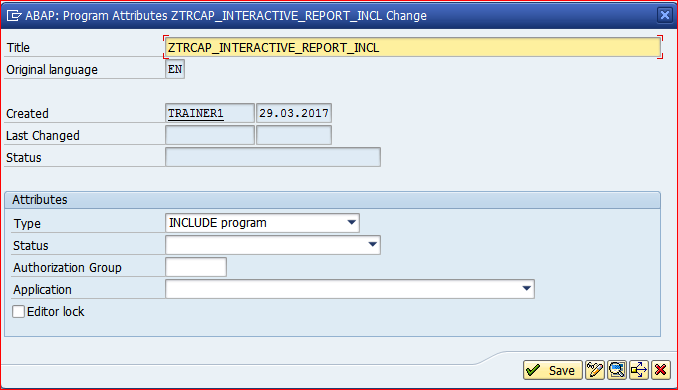 ABAP: Program Attributes ZTRCAP_INTERACTIVE_REPORT_INCL Change
Title ZTRCAP_INTERACTIVE_REPORT_INCL
Original language EN
Created TRAINER1 29.03.2017
Last Changed
Status
Attributes
Type INCLUDE program
Status
Authorization Group
Application
Editor lock
Save